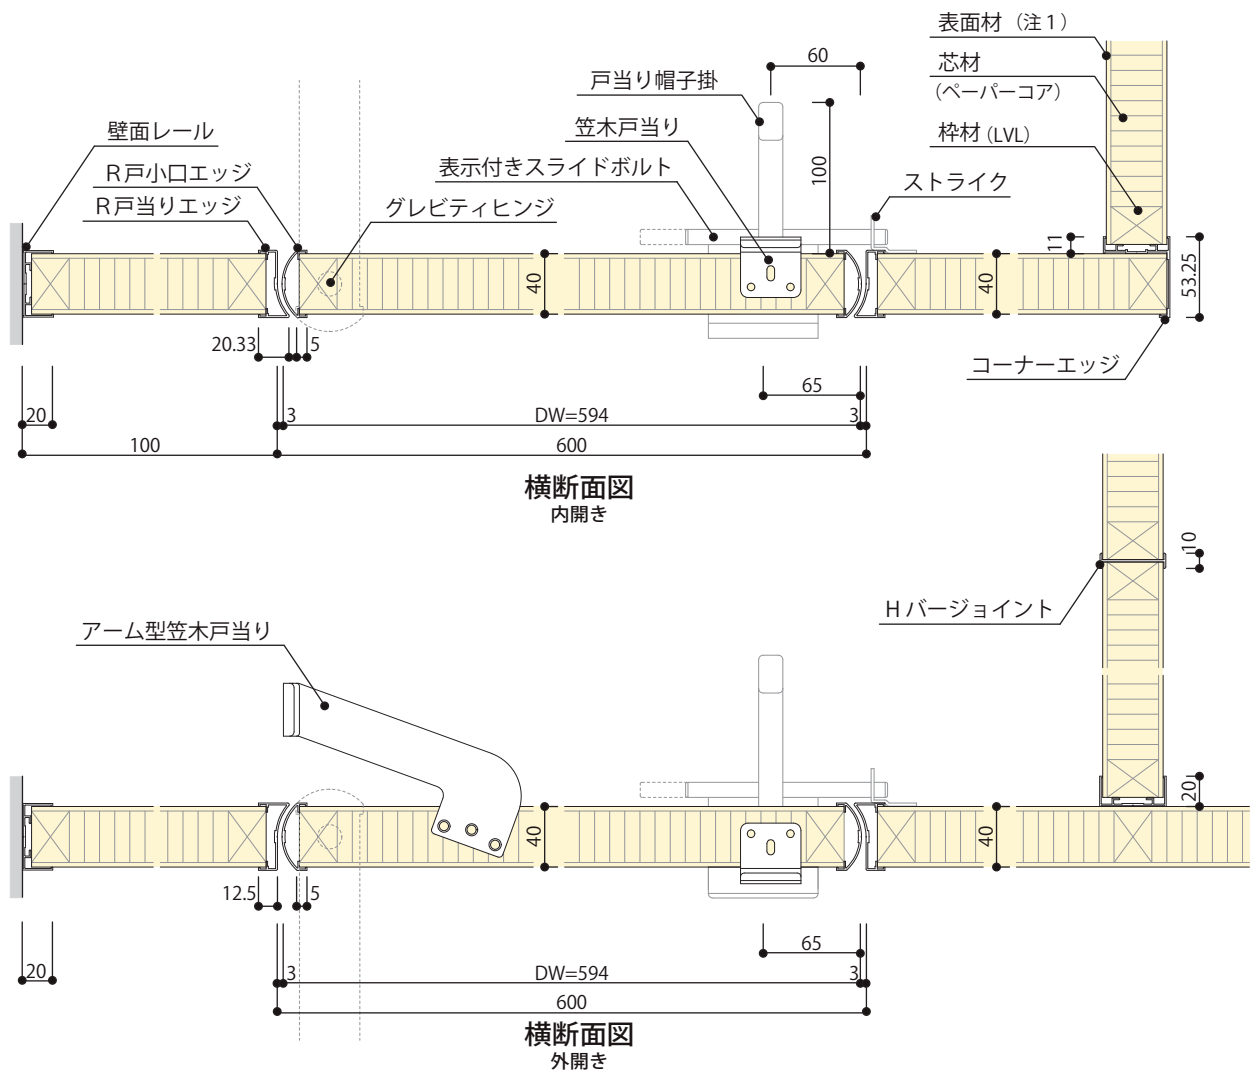 表面材（注１）
60
芯材
（ペーパーコア）
戸当り帽子掛
壁面レール
笠木戸当り
枠材(LVL)
Ｒ戸小口エッジ
表示付きスライドボルト
100
ストライク
Ｒ戸当りエッジ
グレビティヒンジ
11
40
40
53.25
20.33
5
コーナーエッジ
65
20
3
DW=594
3
100
600
横断面図
内開き
10
Ｈバージョイント
アーム型笠木戸当り
20
40
40
12.5
5
65
20
3
DW=594
3
600
横断面図
外開き